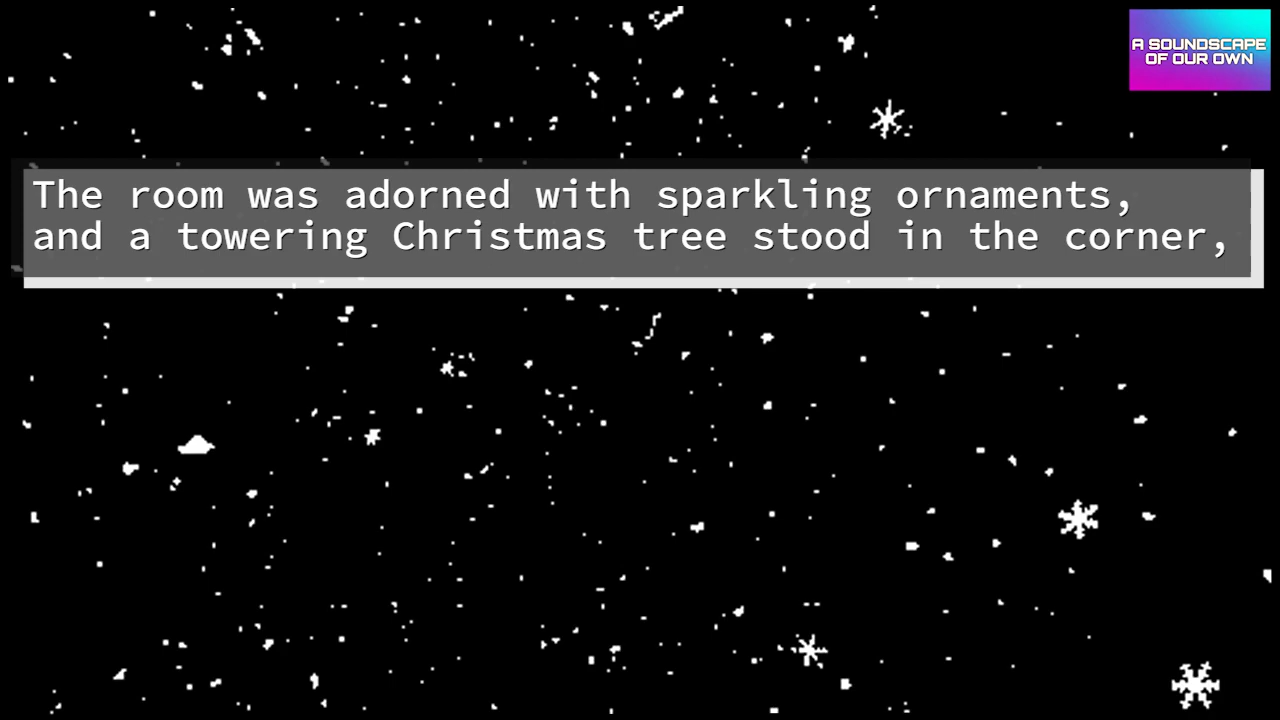 A SOUNDSCAPE
OF OUR OWN
The room was adorned with sparkling ornaments,
and a towering Christmas tree stood in the corner,